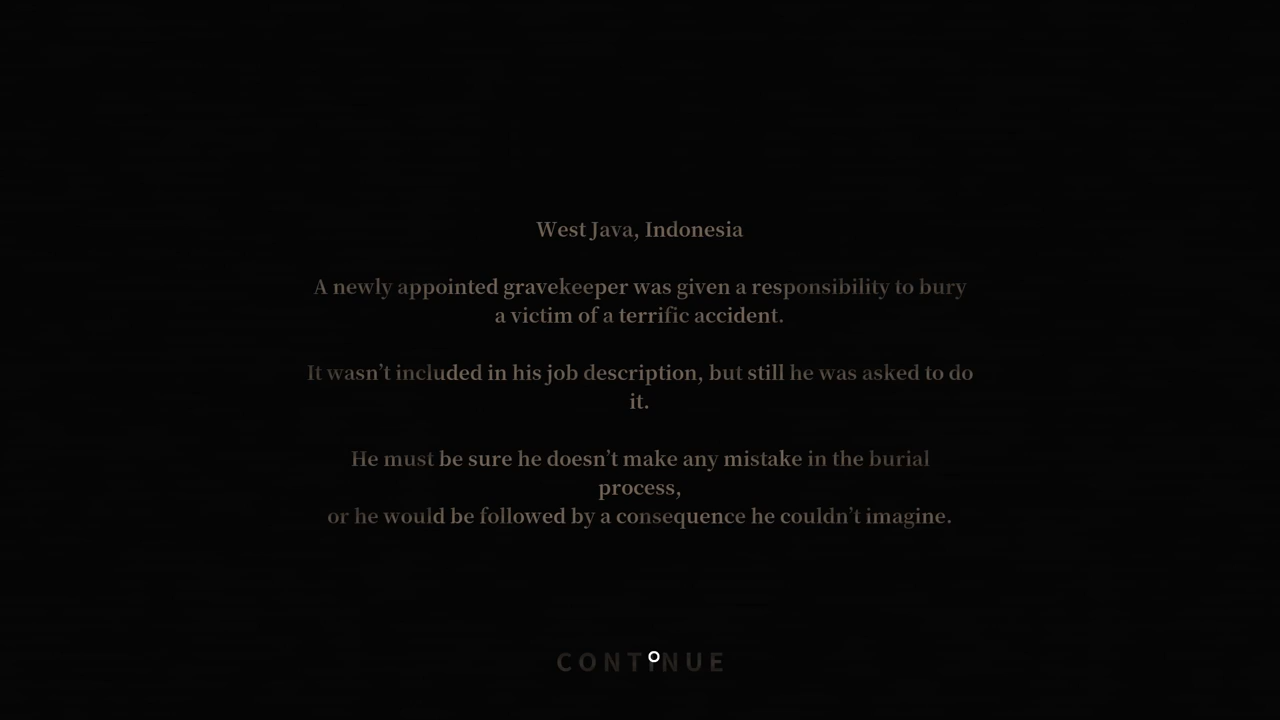 West Java, Indonesia
A newly appointed gravekeeper was given a responsibility to bury
a victim of a terrific accident.
It wasn’t included in his job description, but still he was asked to do
it.
He must be sure he doesn’t make any mistake in the burial
process,
or he would be followed by a consequence he couldn’t imagine.
CONTINUE